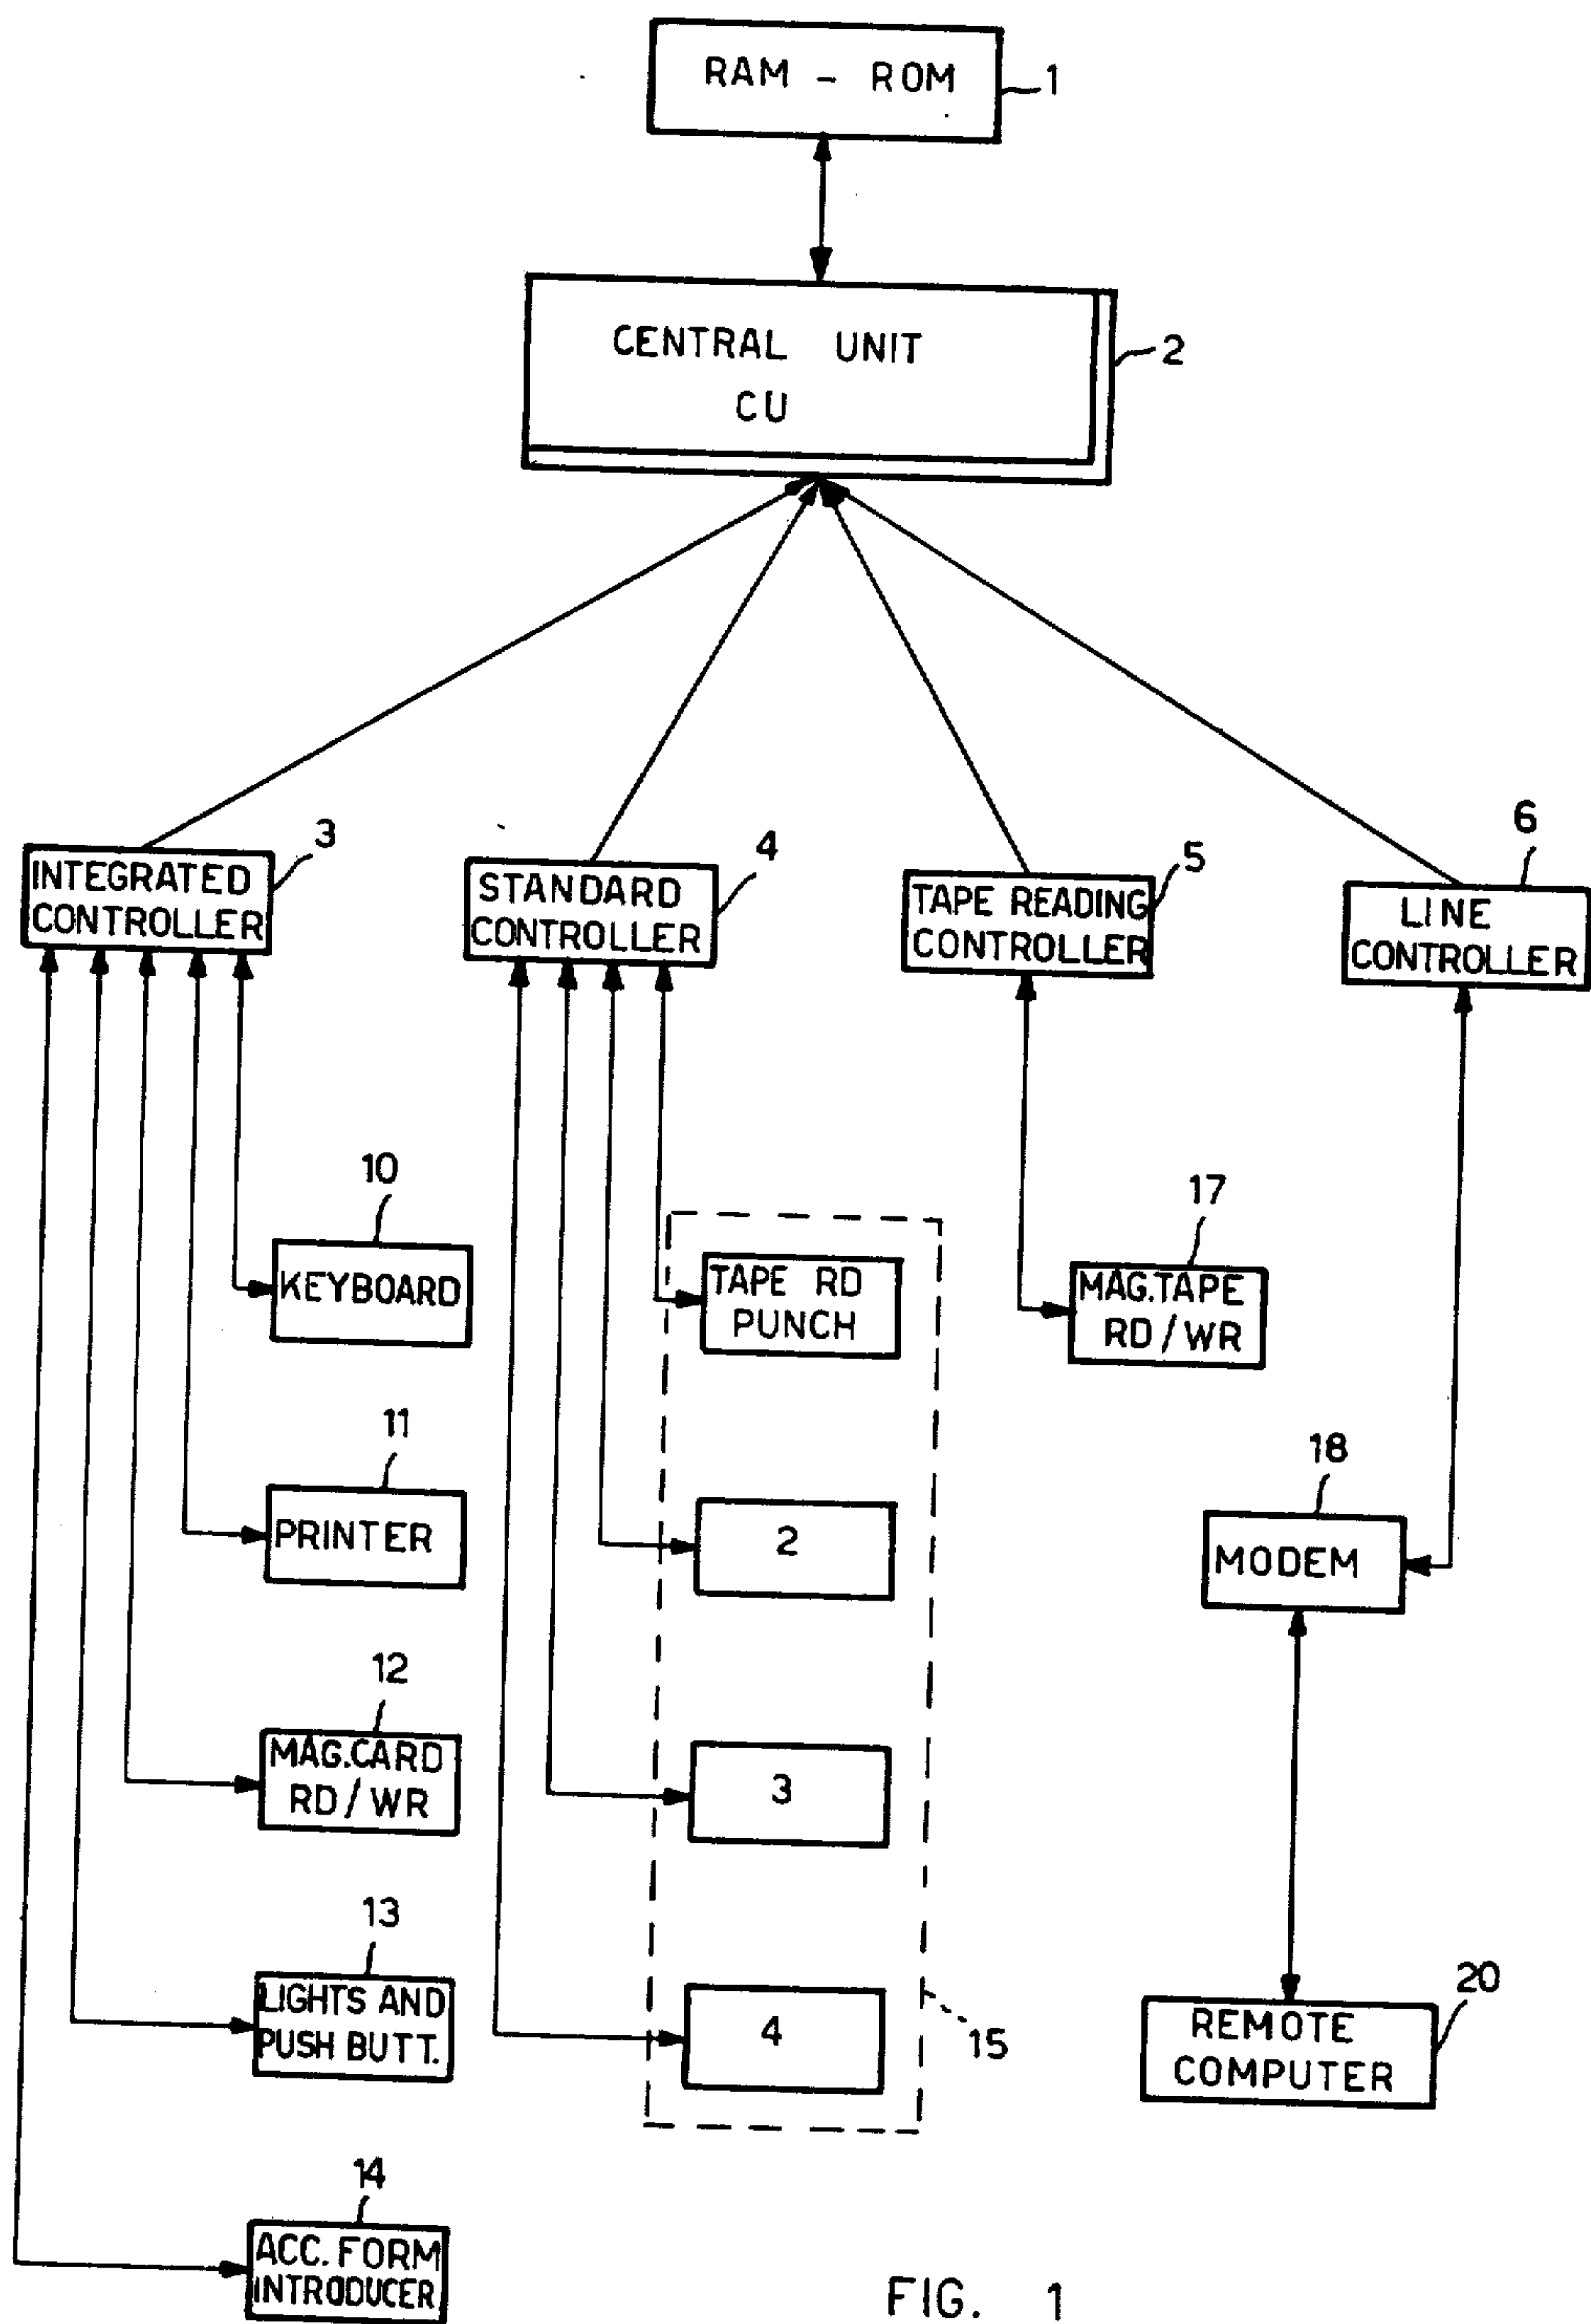 RAM - ROM
1
CENTRAL UNIT
CU
2
3
INTEGRATED
CONTROLLER
4
STANDARD
CONTROLLER
5
TAPE READING
CONTROLLER
6
LINE
CONTROLLER
10
KEYBOARD
TAPE RD
PUNCH
17
MAG.TAPE
RD/WR
11
PRINTER
2
18
MODEM
12
MAG.CARD
RD/WR
3
13
LIGHTS AND
PUSH BUTT.
4
15
20
REMOTE
COMPUTER
14
ACC. FORM
INTRODUCER
FIG. 1